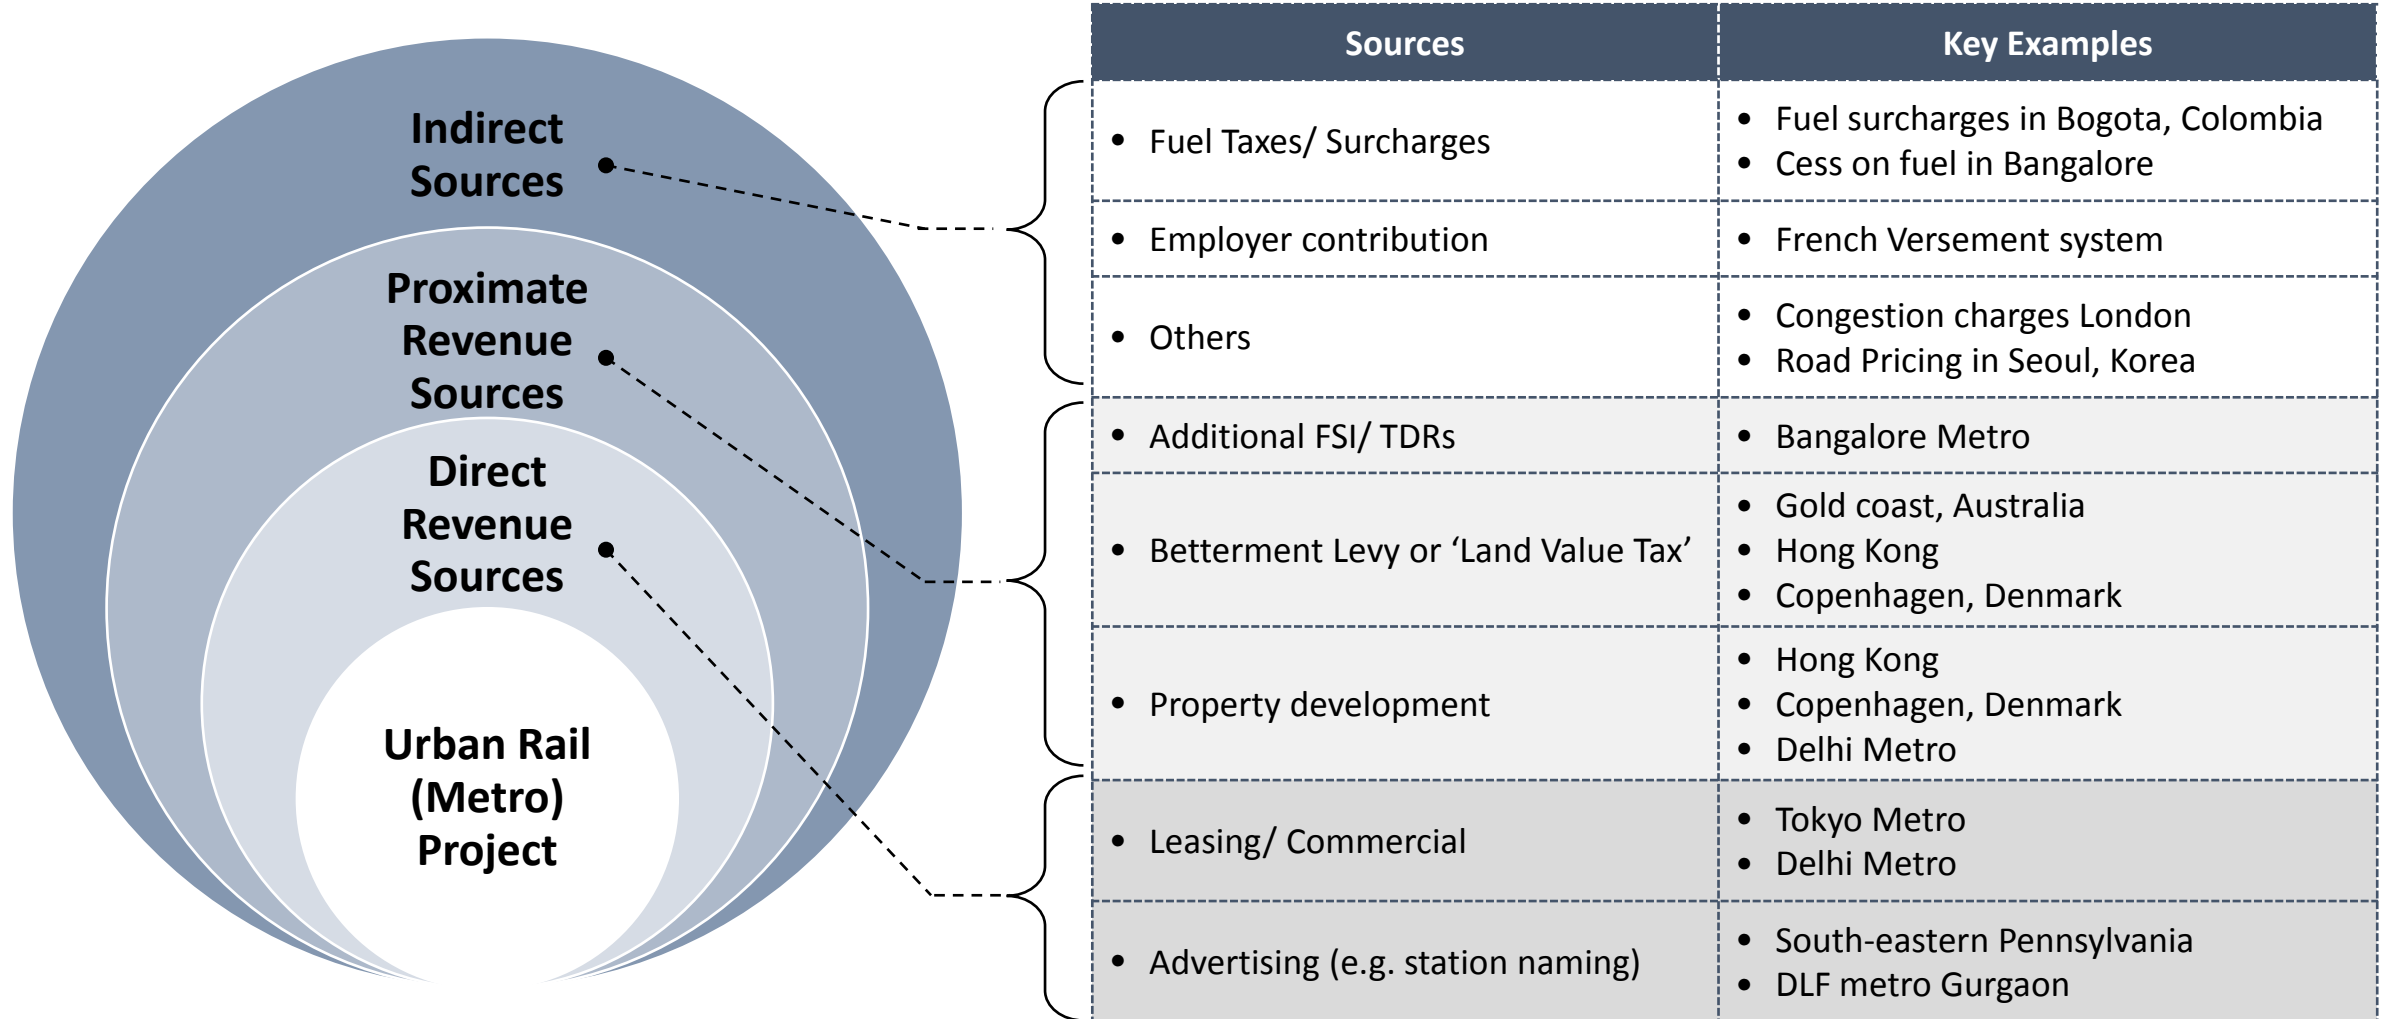 Indirect
Sources
Proximate
Revenue
Sources
Direct
Revenue
Sources
Urban Rail
(Metro)
Project
Sources
Key Examples
• Fuel Taxes/ Surcharges
• Fuel surcharges in Bogota, Colombia
• Cess on fuel in Bangalore
• Employer contribution
• French Versement system
• Others
• Congestion charges London
• Road Pricing in Seoul, Korea
• Additional FSI/ TDRs
• Bangalore Metro
• Betterment Levy or ‘Land Value Tax’
• Gold coast, Australia
• Hong Kong
• Copenhagen, Denmark
• Property development
• Hong Kong
• Copenhagen, Denmark
• Delhi Metro
• Leasing/ Commercial
• Tokyo Metro
• Delhi Metro
• Advertising (e.g. station naming)
• South-eastern Pennsylvania
• DLF metro Gurgaon